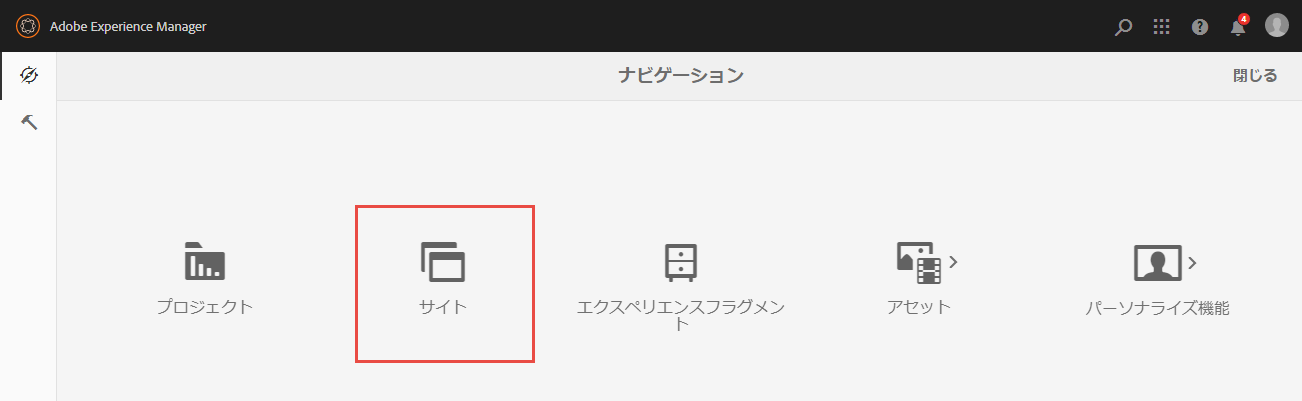 Adobe Experience Manager
4
ナビゲーション
閉じる
プロジェクト
サイト
エクスペリエンスフラグメン
ト
アセット
パーソナライズ機能